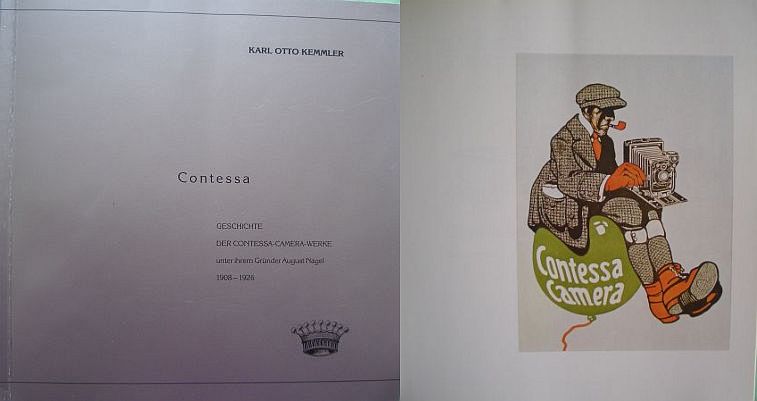 KARL OTTO KEMMLER
Contessa
GESCHICHTE
DER CONTESSA-CAMERA-WERKE
unter ihrem Gründer August Nagel
1908–1926
Contessa
Camera